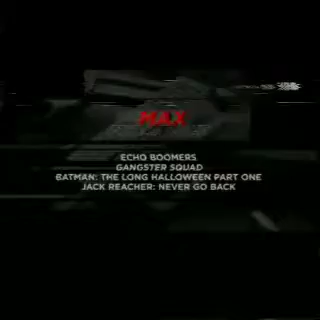 MAX
ECHO BOOMERS
GANGSTER SQUAD
BATMAN: THE LONG HALLOWEEN PART ONE
JACK REACHER: NEVER GO BACK